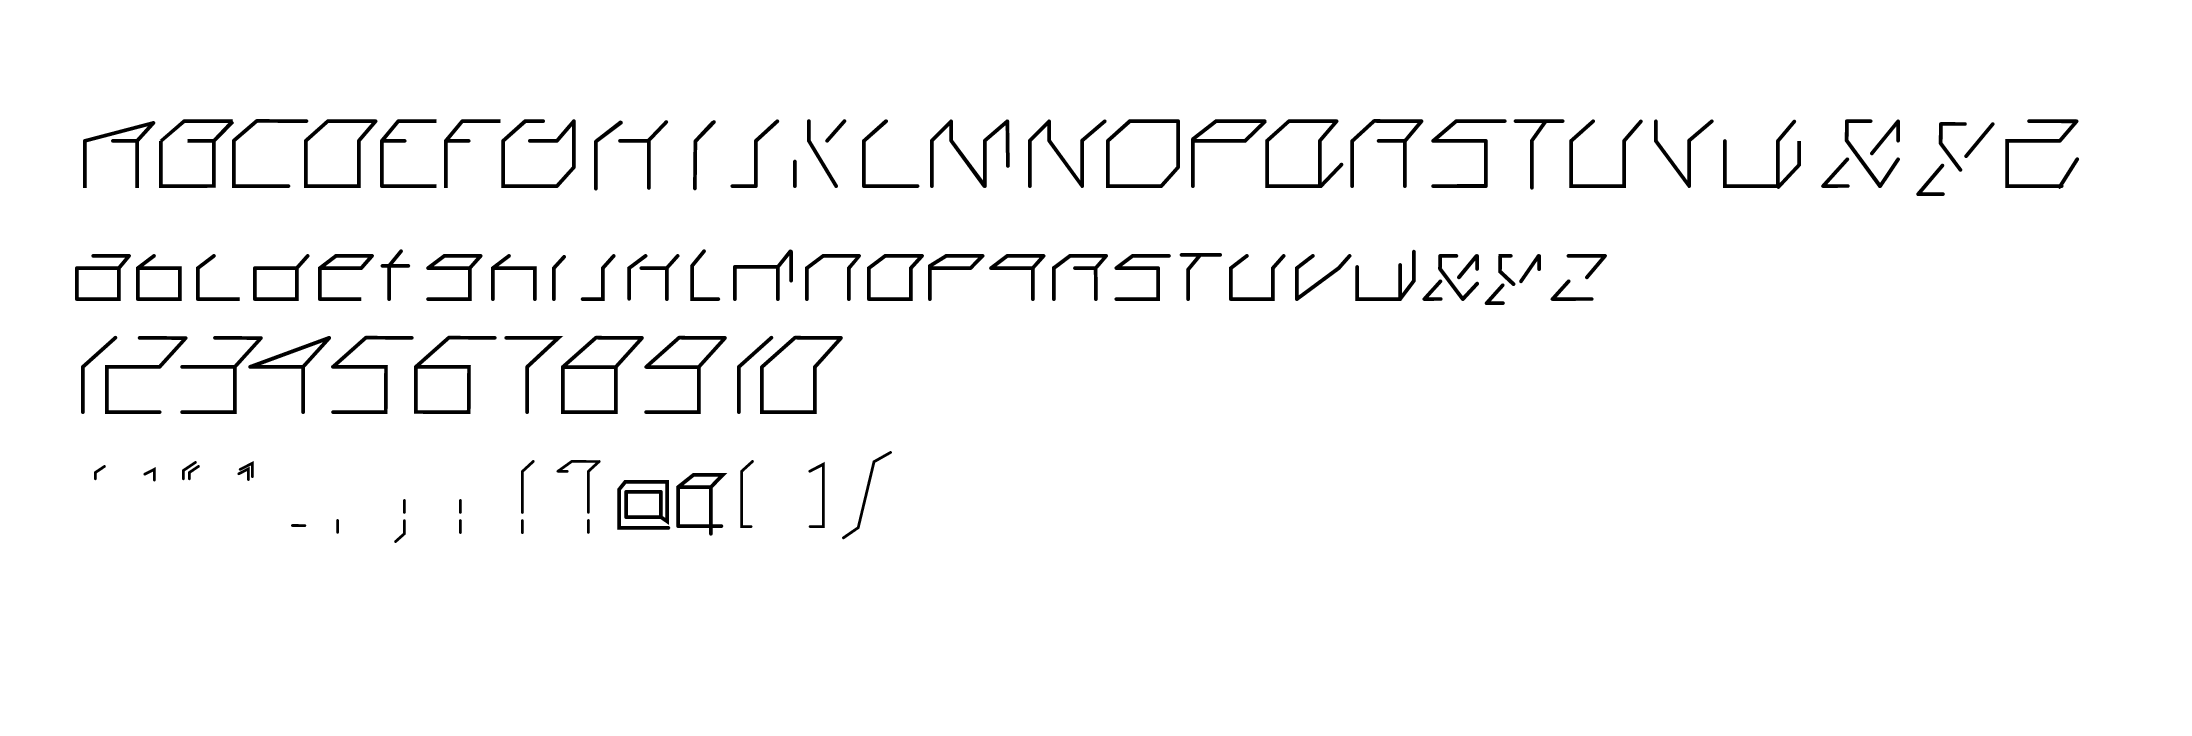 ABCDEFGHIJKLMNOPQRSTUVWXYZ
abcdefghijklmnopqrstuvwxyz
12345678910
‘ ’ “ ” - , ; : ! ? @ & [ ] /